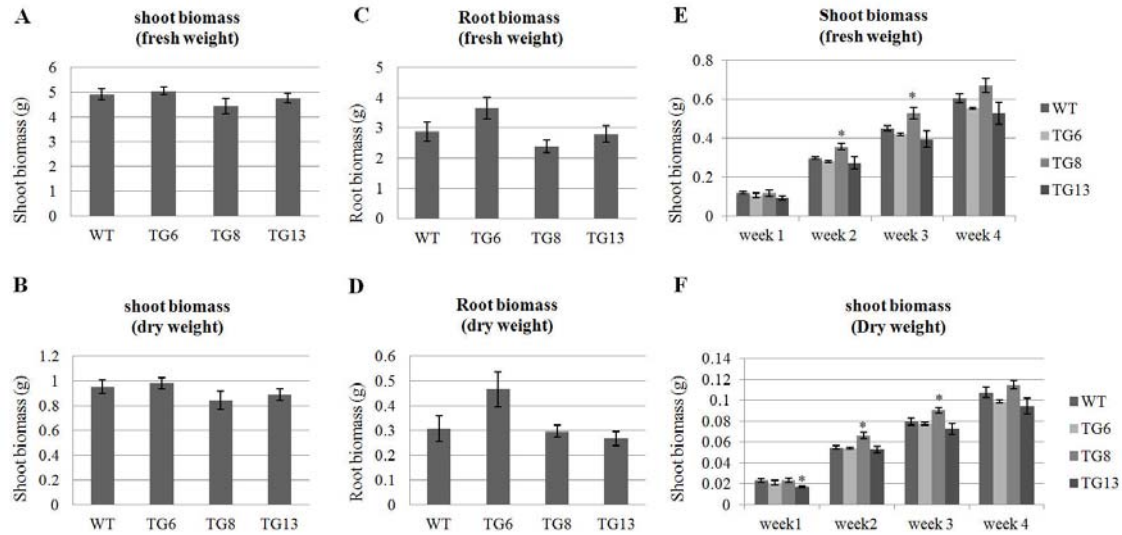 A
shoot biomass
(fresh weight)
Shoot biomass (g)
6
5
4
3
2
1
0
WT TG6 TG8 TG13
C
Root biomass
(fresh weight)
Root biomass (g)
5
4
3
2
1
0
WT TG6 TG8 TG13
E
Shoot biomass
(fresh weight)
Shoot biomass (g)
0.8
0.6
0.4
0.2
0
* *
week 1 week 2 week 3 week 4
WT
TG6
TG8
TG13
B
shoot biomass
(dry weight)
Shoot biomass (g)
1.2
1
0.8
0.6
0.4
0.2
0
WT TG6 TG8 TG13
D
Root biomass
(dry weight)
Root biomass (g)
0.6
0.5
0.4
0.3
0.2
0.1
0
WT TG6 TG8 TG13
F
shoot biomass
(Dry weight)
Shoot biomass (g)
0.14
0.12
0.1
0.08
0.06
0.04
0.02
0
* * *
week1 week2 week 3 week 4
WT
TG6
TG8
TG13